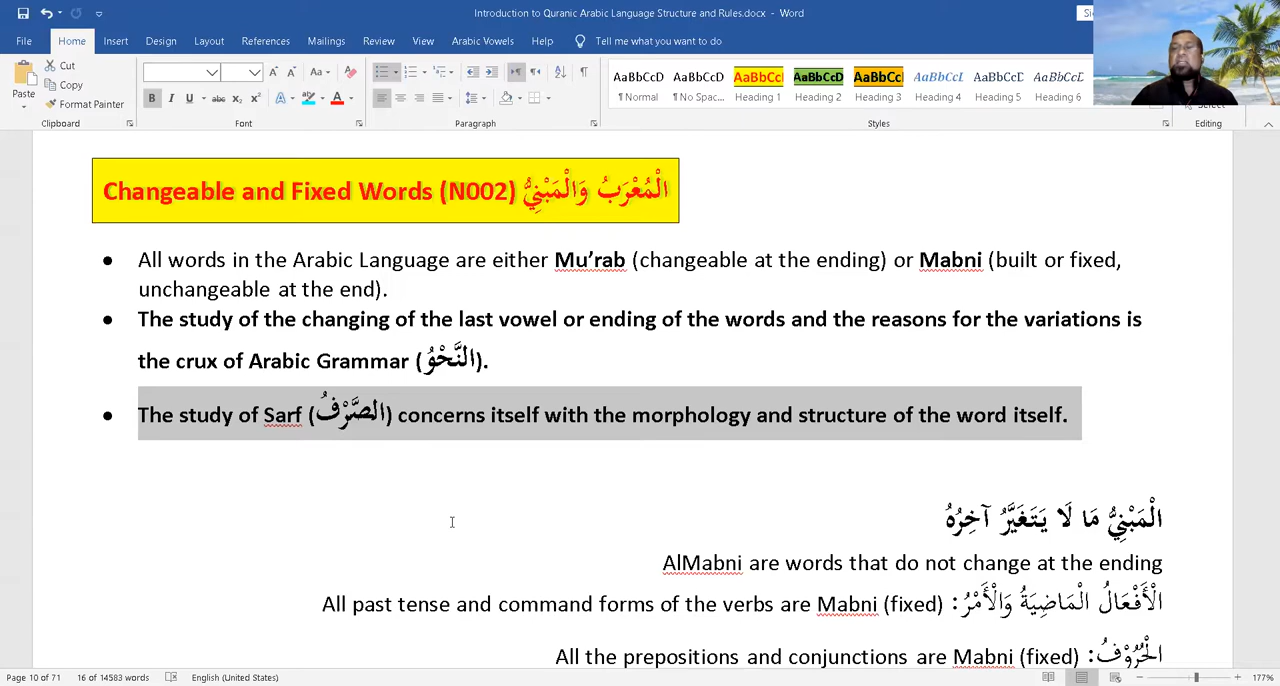 Introduction to Quranic Arabic Language Structure and Rules.docx - Word
File Home Insert Design Layout References Mailings Review View Arabic Vowels Help Tell me what you want to do
Paste
Cut
Copy
Format Painter
Clipboard
Font
Paragraph
AaBbCcD AaBbCcD AaBbCc AaBbCcD AaBbCc AaBbCcL AaBbCcD AaBbCcD
¶ Normal ¶ No Spac... Heading 1 Heading 2 Heading 3 Heading 4 Heading 5 Heading 6
Styles
Editing
Changeable and Fixed Words (N002) الْمُعْرَبُ وَالْمَبْنِيُّ
• All words in the Arabic Language are either Mu’rab (changeable at the ending) or Mabni (built or fixed,
unchangeable at the end).
• The study of the changing of the last vowel or ending of the words and the reasons for the variations is
the crux of Arabic Grammar (النَّحْوُ).
• The study of Sarf (الصَّرْفُ) concerns itself with the morphology and structure of the word itself.
الْمَبْنِيُّ مَا لَا يَتَغَيَّرُ آخِرُهُ
AlMabni are words that do not change at the ending
الْأَفْعَالُ الْمَاضِيَةُ وَالْأَمْرُ: All past tense and command forms of the verbs are Mabni (fixed)
الْحُرُوْفُ: All the prepositions and conjunctions are Mabni (fixed)
Page 10 of 71 16 of 14583 words English (United States) 177%